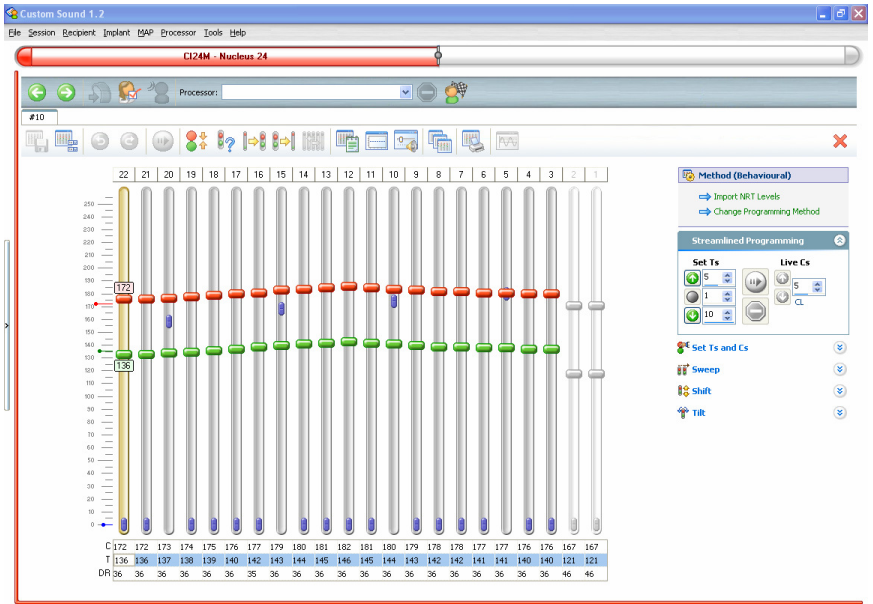 Custom Sound 1.2
File Session Recipient Implant MAP Processor Tools Help
CI24M - Nucleus 24
Processor:
#10
22 21 20 19 18 17 16 15 14 13 12 11 10 9 8 7 6 5 4 3 2 1
250
240
230
220
210
200
190
180
170
160
150
140
130
120
110
100
90
80
70
60
50
40
30
20
10
0
172
136
C 172 172 173 174 175 176 177 179 180 181 182 181 180 179 178 178 177 177 176 176 167 167
T 136 136 137 138 139 140 142 143 144 145 146 145 144 143 142 142 141 141 140 140 121 121
DR 36 36 36 36 36 36 35 36 36 36 36 36 36 36 36 36 36 36 36 36 46 46
Method (Behavioural)
Import NRT Levels
Change Programming Method
Streamlined Programming
Set Ts Live Cs
5
1
10
5
CL
Set Ts and Cs
Sweep
Shift
Tilt